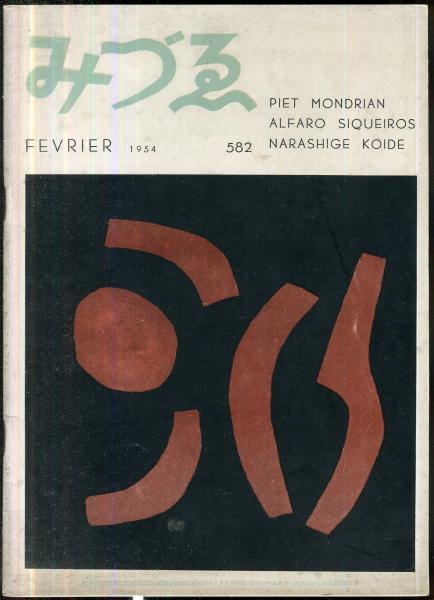 みづゑ
PIET MONDRIAN
ALFARO SIQUEIROS
FEVRIER 1954 582 NARASHIGE KOIDE